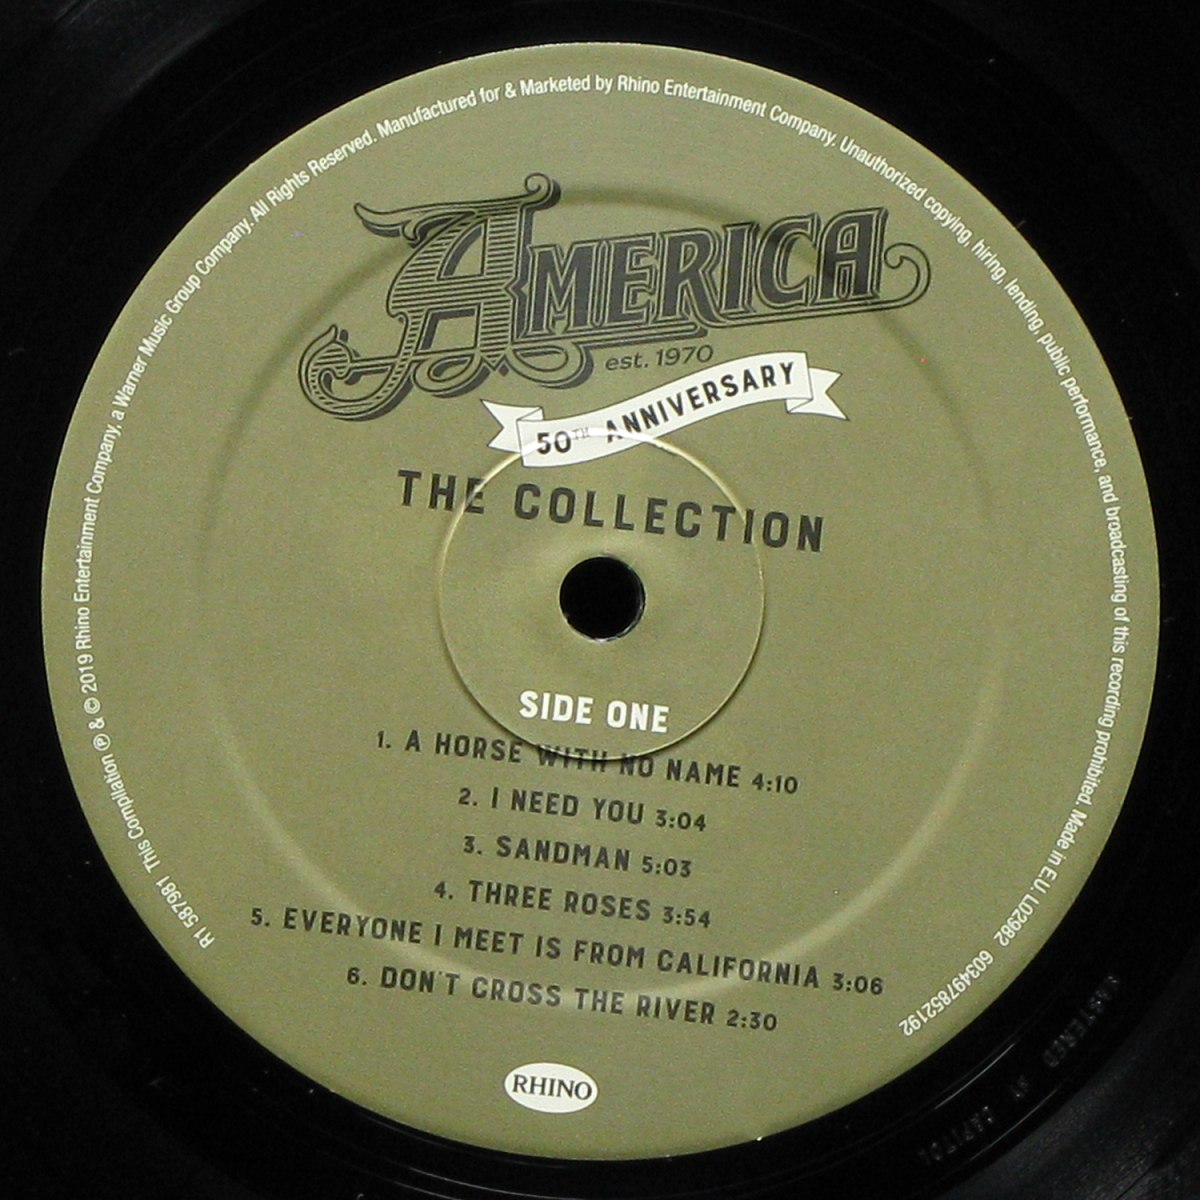 R1 587981 This Compilation ℗ & © 2019 Rhino Entertainment Company, a Warner Music Group Company. All Rights Reserved. Manufactured for & Marketed by Rhino Entertainment Company. Unauthorized copying, hiring, lending, public performance, and broadcasting of this recording prohibited. Made in E.U. L02982 603497852192
AMERICA
est. 1970
50TH ANNIVERSARY
THE COLLECTION
SIDE ONE
1. A HORSE WITH NO NAME 4:10
2. I NEED YOU 3:04
3. SANDMAN 5:03
4. THREE ROSES 3:54
5. EVERYONE I MEET IS FROM CALIFORNIA 3:06
6. DON'T CROSS THE RIVER 2:30
RHINO
MASTERED BY CAPITOL